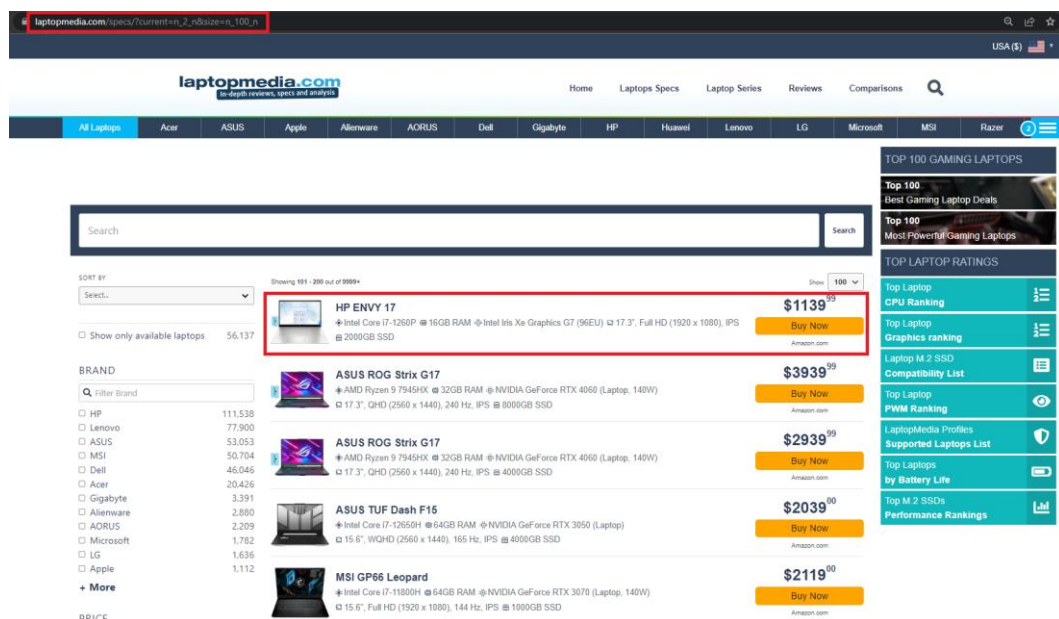 laptopmedia.com/specs/?current=n_2_n&size=n_100_n
USA ($)
laptopmedia.com
In-depth reviews, specs and analysis
Home Laptops Specs Laptop Series Reviews Comparisons
All Laptops Acer ASUS Apple Alienware AORUS Dell Gigabyte HP Huawei Lenovo LG Microsoft MSI Razer 2
Search Search
SORT BY
Select...
Show only available laptops 56,137
BRAND
Filter Brand
HP 111,538
Lenovo 77,900
ASUS 53,053
MSI 50,704
Dell 46,046
Acer 20,426
Gigabyte 3,391
Alienware 2,880
AORUS 2,209
Microsoft 1,782
LG 1,636
Apple 1,112
+ More
PRICE
Showing 101 - 200 out of 9999+ Show 100
HP ENVY 17 $1139 99
Intel Core i7-1260P 16GB RAM Intel Iris Xe Graphics G7 (96EU) 17.3", Full HD (1920 x 1080), IPS
2000GB SSD
Buy Now
Amazon.com
ASUS ROG Strix G17 $3939 99
AMD Ryzen 9 7945HX 32GB RAM NVIDIA GeForce RTX 4060 (Laptop, 140W)
17.3", QHD (2560 x 1440), 240 Hz, IPS 8000GB SSD
Buy Now
Amazon.com
ASUS ROG Strix G17 $2939 99
AMD Ryzen 9 7945HX 32GB RAM NVIDIA GeForce RTX 4060 (Laptop, 140W)
17.3", QHD (2560 x 1440), 240 Hz, IPS 4000GB SSD
Buy Now
Amazon.com
ASUS TUF Dash F15 $2039 00
Intel Core i7-12650H 64GB RAM NVIDIA GeForce RTX 3050 (Laptop)
15.6", WQHD (2560 x 1440), 165 Hz, IPS 4000GB SSD
Buy Now
Amazon.com
MSI GP66 Leopard $2119 00
Intel Core i7-11800H 64GB RAM NVIDIA GeForce RTX 3070 (Laptop, 140W)
15.6", Full HD (1920 x 1080), 144 Hz, IPS 1000GB SSD
Buy Now
Amazon.com
TOP 100 GAMING LAPTOPS
Top 100
Best Gaming Laptop Deals
Top 100
Most Powerful Gaming Laptops
TOP LAPTOP RATINGS
Top Laptop
CPU Ranking
Top Laptop
Graphics ranking
Laptop M.2 SSD
Compatibility List
Top Laptop
PWM Ranking
LaptopMedia Profiles
Supported Laptops List
Top Laptops
by Battery Life
Top M.2 SSDs
Performance Rankings